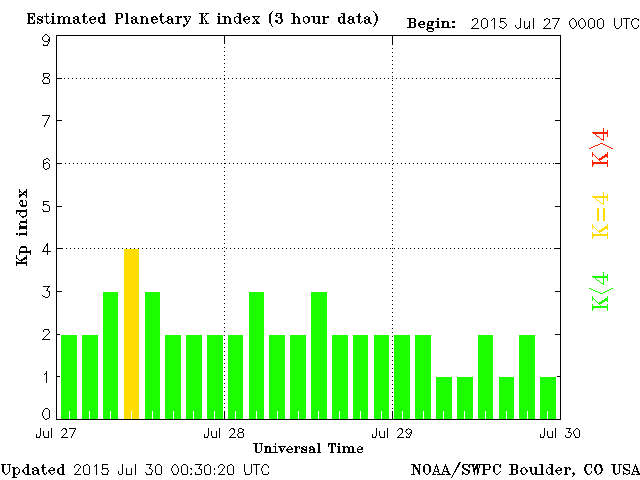 Estimated Planetary K index (3 hour data) Begin: 2015 Jul 27 0000 UTC
9
8
7
6
5
4
3
2
1
0
Kp index
K>4
K=4
K<4
Jul 27 Jul 28 Jul 29 Jul 30
Universal Time
Updated 2015 Jul 30 00:30:20 UTC NOAA/SWPC Boulder, CO USA